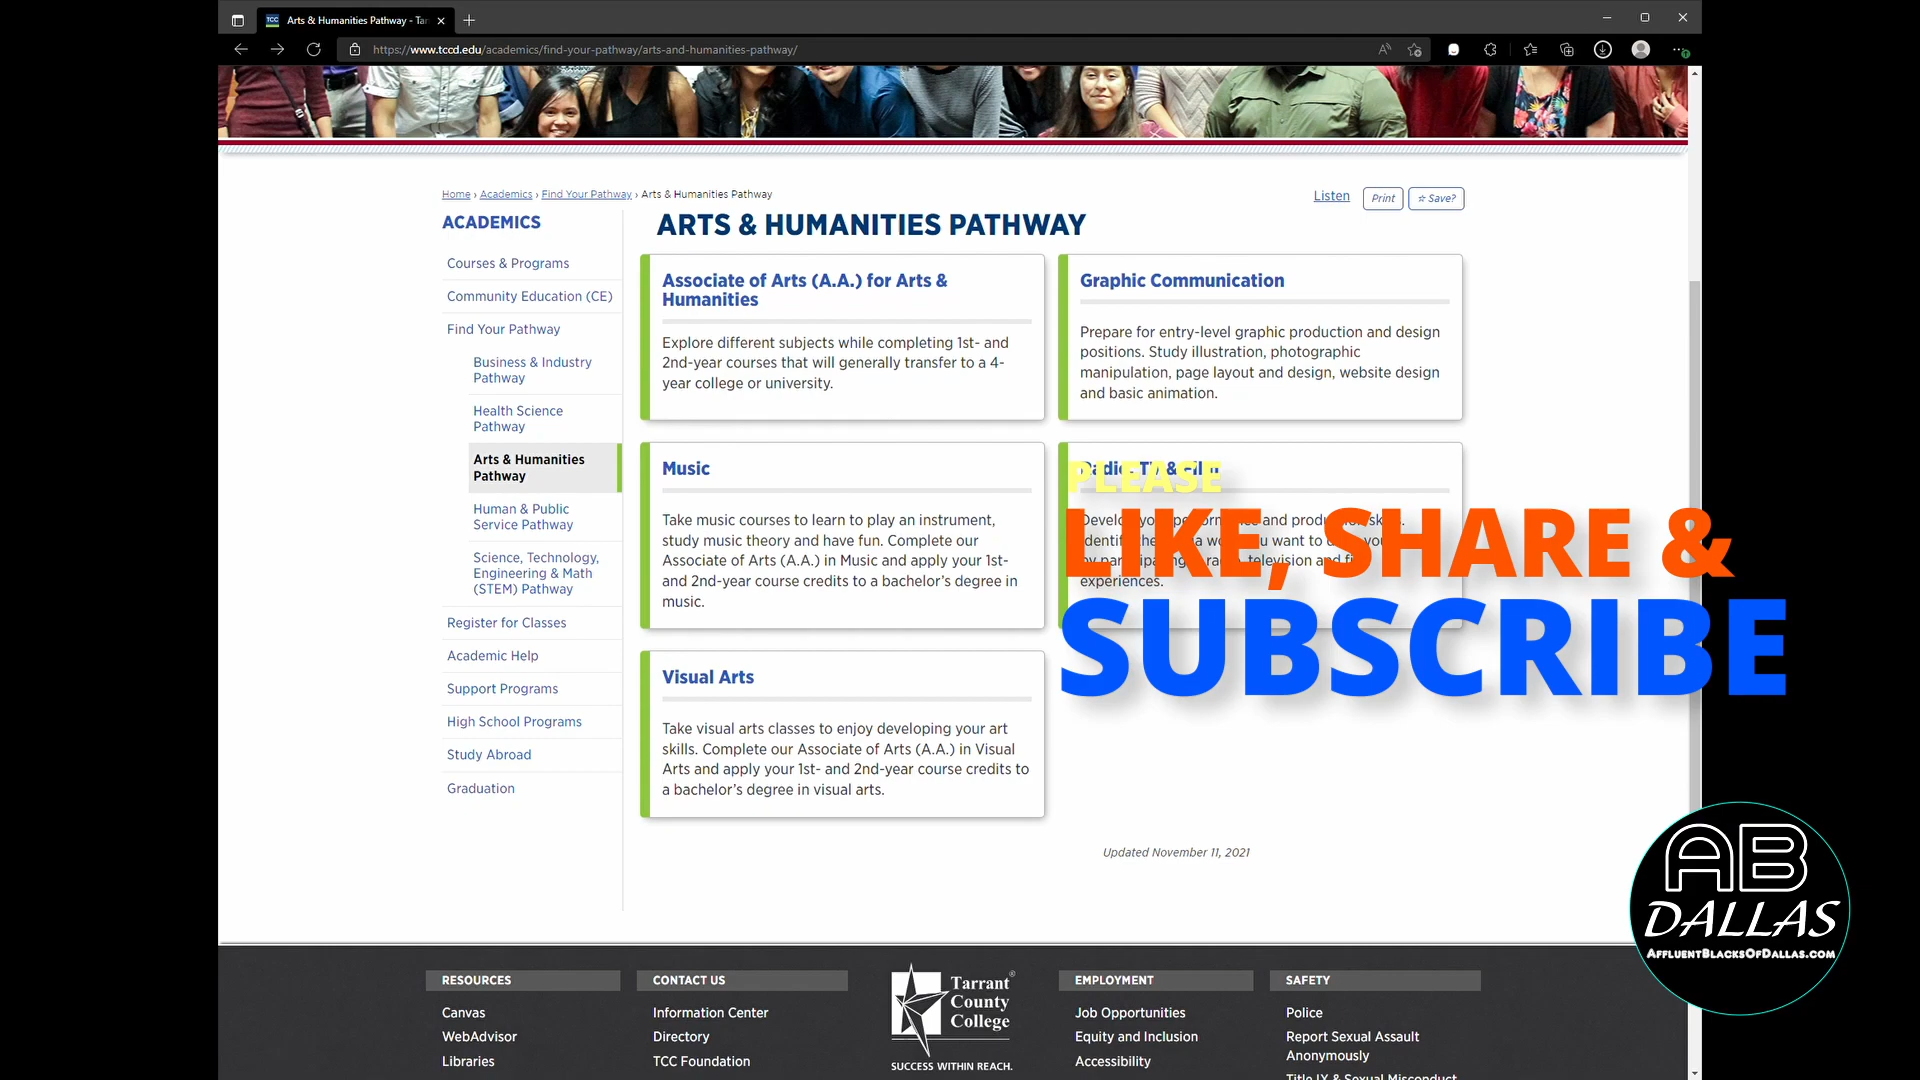 Arts & Humanities Pathway - Tar
https://www.tccd.edu/academics/find-your-pathway/arts-and-humanities-pathway/
Home › Academics › Find Your Pathway › Arts & Humanities Pathway
Listen
Print
☆ Save?
ACADEMICS
Courses & Programs
Community Education (CE)
Find Your Pathway
Business & Industry
Pathway
Health Science
Pathway
Arts & Humanities
Pathway
Human & Public
Service Pathway
Science, Technology,
Engineering & Math
(STEM) Pathway
Register for Classes
Academic Help
Support Programs
High School Programs
Study Abroad
Graduation
ARTS & HUMANITIES PATHWAY
Associate of Arts (A.A.) for Arts &
Humanities
Explore different subjects while completing 1st- and
2nd-year courses that will generally transfer to a 4-
year college or university.
Graphic Communication
Prepare for entry-level graphic production and design
positions. Study illustration, photographic
manipulation, page layout and design, website design
and basic animation.
Music
Take music courses to learn to play an instrument,
study music theory and have fun. Complete our
Associate of Arts (A.A.) in Music and apply your 1st-
and 2nd-year course credits to a bachelor's degree in
music.
Radio, TV & Film
and
want to
television and
experiences.
PLEASE
LIKE, SHARE &
SUBSCRIBE
Visual Arts
Take visual arts classes to enjoy developing your art
skills. Complete our Associate of Arts (A.A.) in Visual
Arts and apply your 1st- and 2nd-year course credits to
a bachelor's degree in visual arts.
Updated November 11, 2021
AB
DALLAS
AFFLUENTBLACKSOFDALLAS.COM
RESOURCES
Canvas
WebAdvisor
Libraries
CONTACT US
Information Center
Directory
TCC Foundation
Tarrant
County
College
SUCCESS WITHIN REACH.
EMPLOYMENT
Job Opportunities
Equity and Inclusion
Accessibility
SAFETY
Police
Report Sexual Assault
Anonymously
Title IX & Sexual Misconduct